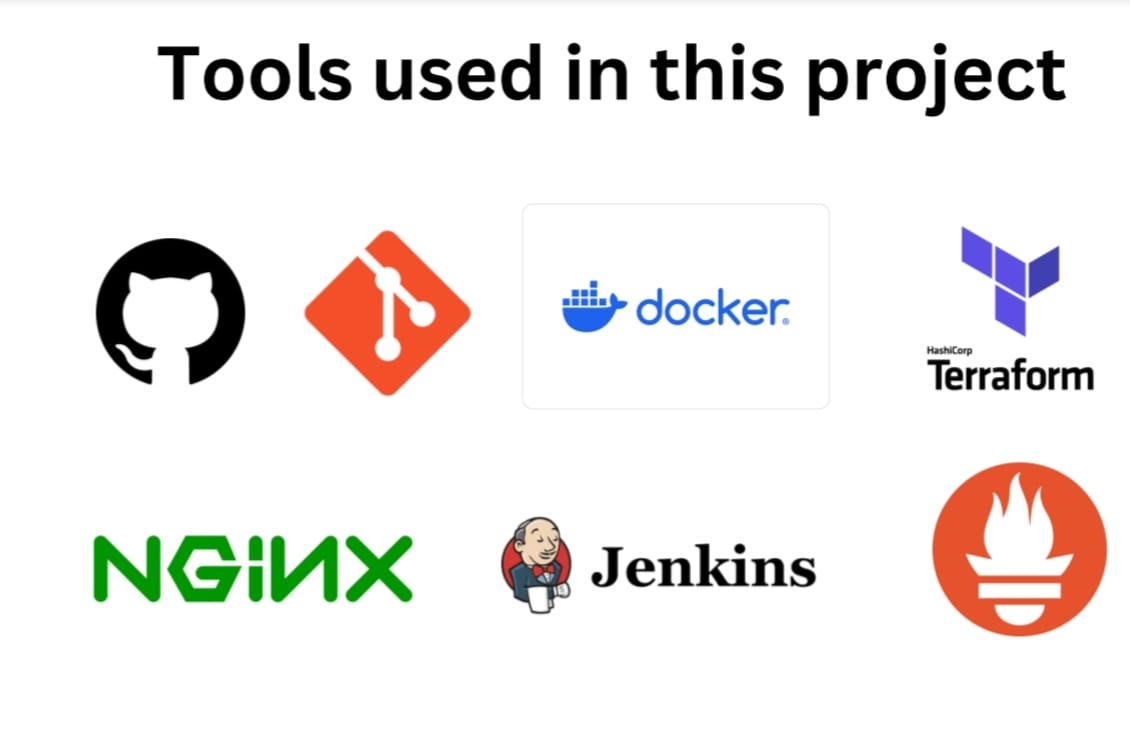 Tools used in this project
docker
HashiCorp
Terraform
NGiNX
Jenkins